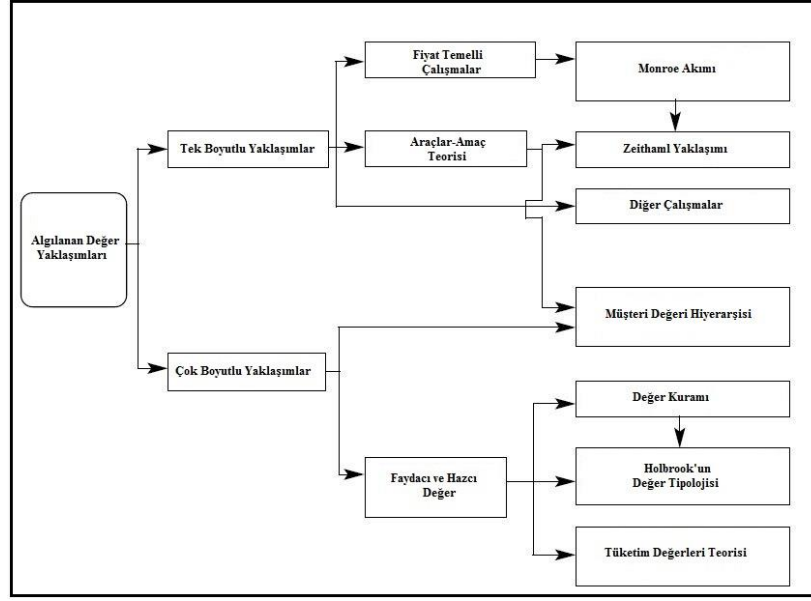 Fiyat Temelli
Çalışmalar
Monroe Akımı
Tek Boyutlu Yaklaşımlar
Araçlar-Amaç
Teorisi
Zeithaml Yaklaşımı
Diğer Çalışmalar
Algılanan Değer
Yaklaşımları
Müşteri Değeri Hiyerarşisi
Çok Boyutlu Yaklaşımlar
Değer Kuramı
Faydacı ve Hazcı
Değer
Holbrook'un
Değer Tipolojisi
Tüketim Değerleri Teorisi